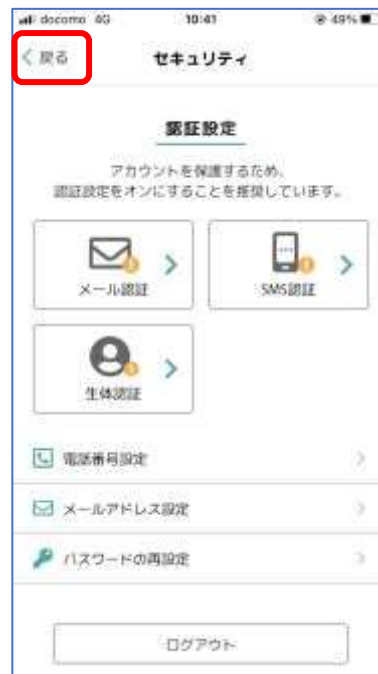 docomo 4G 10:41 49%
戻る セキュリティ
認証設定
アカウントを保護するため、
認証設定をオンにすることを推奨しています。
メール認証 SMS認証
生体認証
電話番号設定
メールアドレス設定
パスワードの再設定
ログアウト